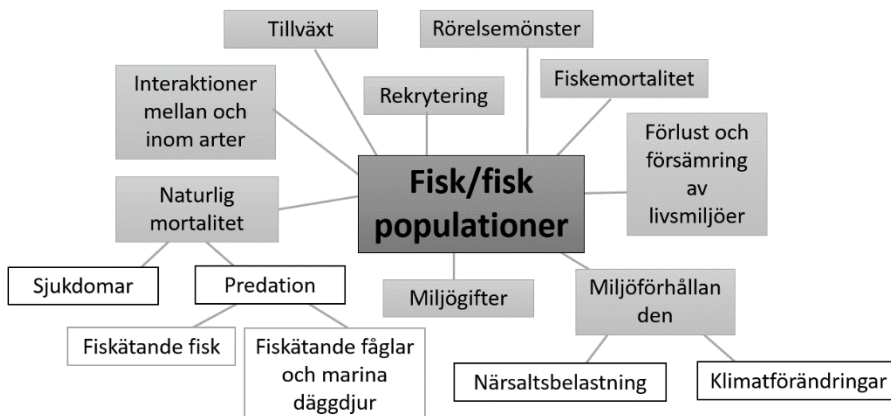 Tillväxt
Rörelsemönster
Interaktioner
mellan och
inom arter
Rekrytering
Fiskemortalitet
Förlust och
försämring
av
livsmiljöer
Fisk/fisk
populationer
Naturlig
mortalitet
Sjukdomar
Predation
Miljögifter
Miljöförhållan
den
Fiskätande fisk
Fiskätande fåglar
och marina
däggdjur
Närsaltsbelastning
Klimatförändringar